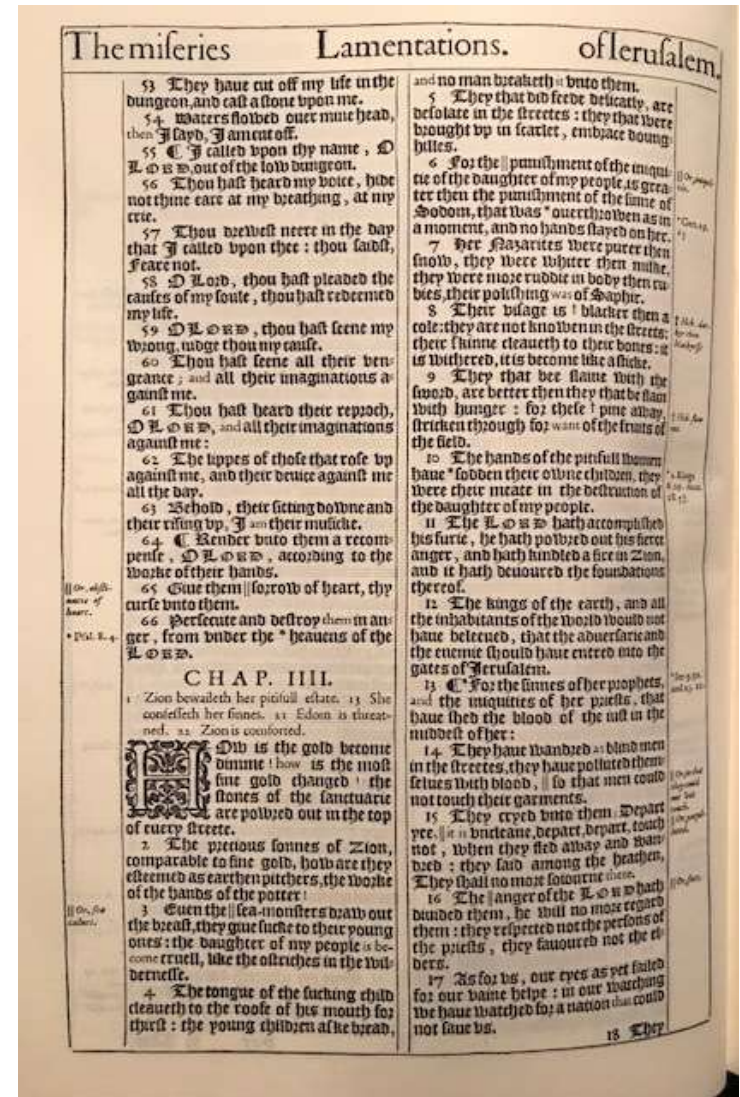 The miſeries Lamentations. of Ieruſalem.
53 They haue cut off my life in the
dungeon, and caſt a ſtone vpon me.
54 Waters flowed ouer mine head,
then I ſayd, I am cut off.
55 ¶ I called vpon thy name, O
LORD, out of the low dungeon.
56 Thou haſt heard my voice, hide
not thine eare at my breathing, at my
crie.
57 Thou dreweſt neere in the day
that I called vpon thee: thou ſaidſt,
Feare not.
58 O Lord, thou haſt pleaded the
cauſes of my ſoule, thou haſt redeemed
my life.
59 O LORD, thou haſt ſeene my
wrong, iudge thou my cauſe.
60 Thou haſt ſeene all their ven-
geance; and all their imaginations a-
gainſt me.
61 Thou haſt heard their reproch,
O LORD, and all their imaginations
againſt me:
62 The lippes of thoſe that roſe vp
againſt me, and their deuice againſt me
all the day.
63 Behold, their ſitting downe and
their riſing vp, I am their muſicke.
64 ¶ Render vnto them a recom-
penſe, O LORD, according to the
worke of their hands.
65 Giue them || ſorrow of heart, thy
curſe vnto them.
66 Perſecute and deſtroy them in an-
ger, from vnder the * heauens of the
LORD.
|| Or, obſti-
nacie of
heart.
* Pſal. 8. 4.
CHAP. IIII.
1 Zion bewaileth her pitifull eſtate. 13 She
confeſſeth her ſinnes. 21 Edom is threat-
ned. 22 Zion is comforted.
HOw is the gold become
dimme! how is the moſt
fine gold changed! the
ſtones of the ſanctuarie
are powred out in the top
of euery ſtreete.
2 The precious ſonnes of Zion,
comparable to fine gold, how are they
eſteemed as earthen pitchers, the worke
of the hands of the potter!
3 Euen the || ſea-monſters draw out
the breaſt, they giue ſucke to their young
ones: the daughter of my people is be-
come cruell, like the oſtriches in the wil-
derneſſe.
4 The tongue of the ſucking child
cleaueth to the roofe of his mouth for
thirſt: the young children aſke bread,
|| Or, ſea
calues.
and no man breaketh it vnto them.
5 They that did feede delicately, are
deſolate in the ſtreetes: they that were
brought vp in ſcarlet, embrace doung-
hilles.
6 For the || puniſhment of the iniqui-
tie of the daughter of my people, is grea-
ter then the puniſhment of the ſinne of
Sodom, that was * ouerthrowen as in
a moment, and no hands ſtayed on her.
7 Her Nazarites were purer then
ſnow, they were whiter then milke,
they were more ruddie in body then ru-
bies, their poliſhing was of Saphir.
8 Their viſage is † blacker then a
cole: they are not knowen in the ſtreets:
their ſkinne cleaueth to their bones: it
is withered, it is become like a ſticke.
9 They that bee ſlaine with the
ſword, are better then they that be ſlain
with hunger: for theſe † pine away,
ſtricken through for want of the fruits of
the field.
10 The hands of the pitifull women
haue * ſodden their owne children, they
were their meate in the deſtruction of
the daughter of my people.
11 The LORD hath accompliſhed
his furie, he hath powred out his fierce
anger, and hath kindled a fire in Zion,
and it hath deuoured the foundations
thereof.
12 The kings of the earth, and all
the inhabitants of the world would not
haue beleeued, that the aduerſarie and
the enemie ſhould haue entred into the
gates of Ieruſalem.
13 ¶ * For the ſinnes of her prophets,
and the iniquities of her prieſts, that
haue ſhed the blood of the iuſt in the
middeſt of her:
14 They haue wandred as blind men
in the ſtreetes, they haue polluted them-
ſelues with blood, || ſo that men could
not touch their garments.
15 They cryed vnto them; Depart
yee, || it is vncleane, depart, depart, touch
not, when they fled away and wan-
dred: they ſaid among the heathen,
They ſhall no more ſoiourne there.
16 The || anger of the LORD hath
diuided them, he will no more regard
them: they reſpected not the perſons of
the prieſts, they fauoured not the el-
ders.
17 As for vs, our eyes as yet failed
for our vaine helpe: in our watching
we haue watched for a nation that could
not ſaue vs.
18 They